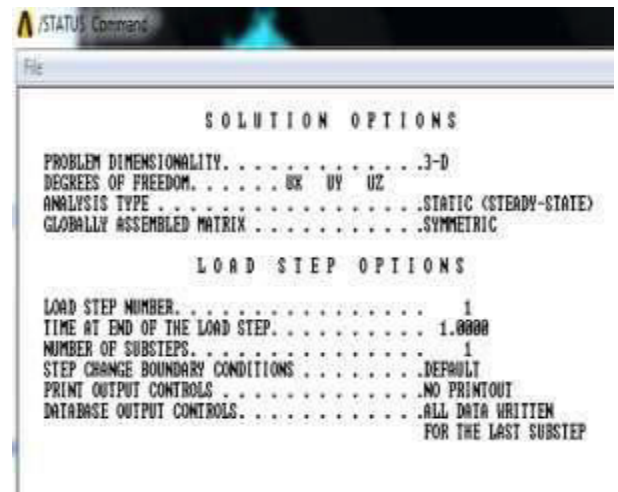 /STATUS Command
File
SOLUTION OPTIONS
PROBLEM DIMENSIONALITY. . . . . . . . . . . . .3-D
DEGREES OF FREEDOM. . . . . . UX UY UZ
ANALYSIS TYPE . . . . . . . . . . . . . . . . .STATIC (STEADY-STATE)
GLOBALLY ASSEMBLED MATRIX . . . . . . . . . . .SYMMETRIC
LOAD STEP OPTIONS
LOAD STEP NUMBER. . . . . . . . . . . . . . . . 1
TIME AT END OF THE LOAD STEP. . . . . . . . . . 1.0000
NUMBER OF SUBSTEPS. . . . . . . . . . . . . . . 1
STEP CHANGE BOUNDARY CONDITIONS . . . . . . . .DEFAULT
PRINT OUTPUT CONTROLS . . . . . . . . . . . . .NO PRINTOUT
DATABASE OUTPUT CONTROLS. . . . . . . . . . . .ALL DATA WRITTEN
FOR THE LAST SUBSTEP